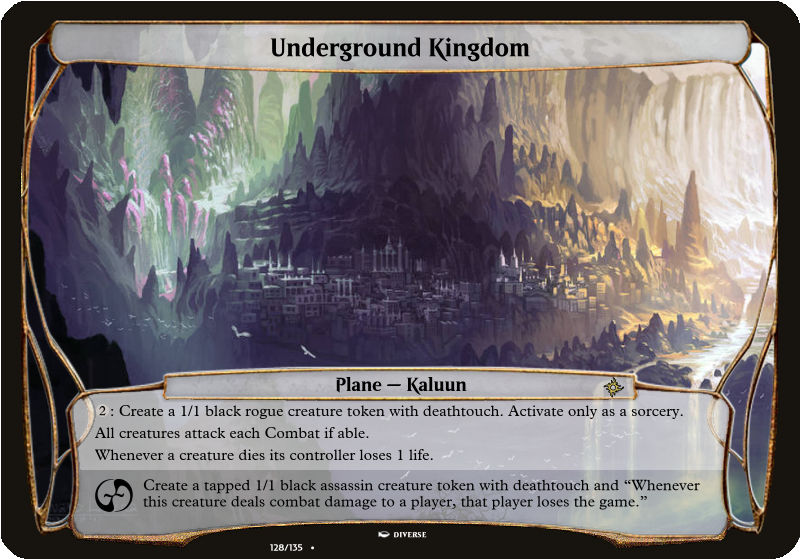 Underground Kingdom
Plane — Kaluun
2 : Create a 1/1 black rogue creature token with deathtouch. Activate only as a sorcery.
All creatures attack each Combat if able.
Whenever a creature dies its controller loses 1 life.
Create a tapped 1/1 black assassin creature token with deathtouch and “Whenever
this creature deals combat damage to a player, that player loses the game.”
DIVERSE
128/135 •